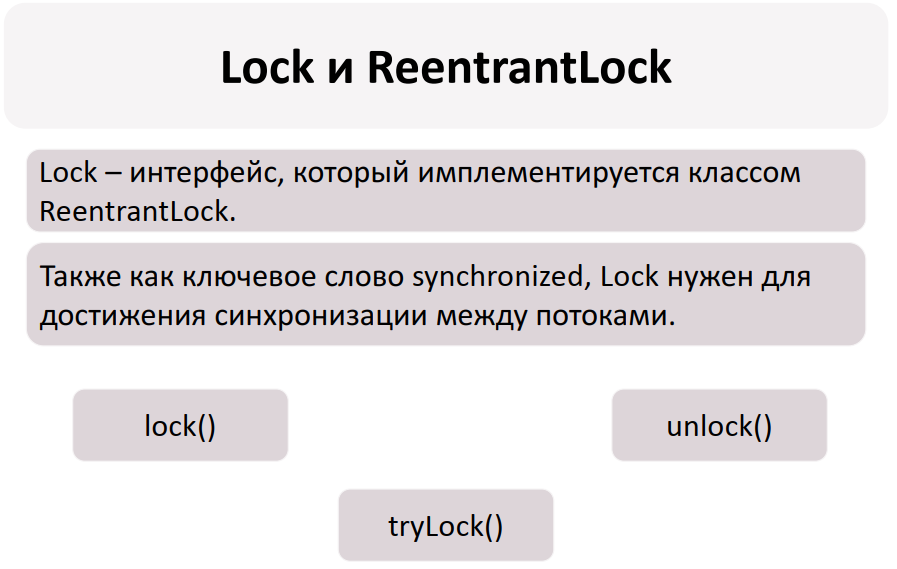 Lock и ReentrantLock
Lock – интерфейс, который имплементируется классом
ReentrantLock.
Также как ключевое слово synchronized, Lock нужен для
достижения синхронизации между потоками.
lock()
unlock()
tryLock()